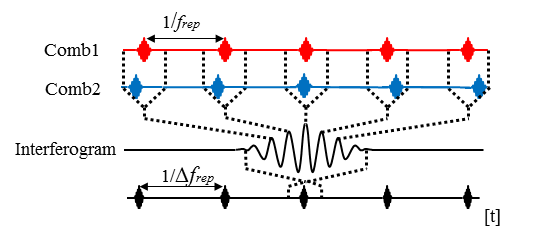 1/frep
Comb1
Comb2
Interferogram
1/Δfrep
[t]